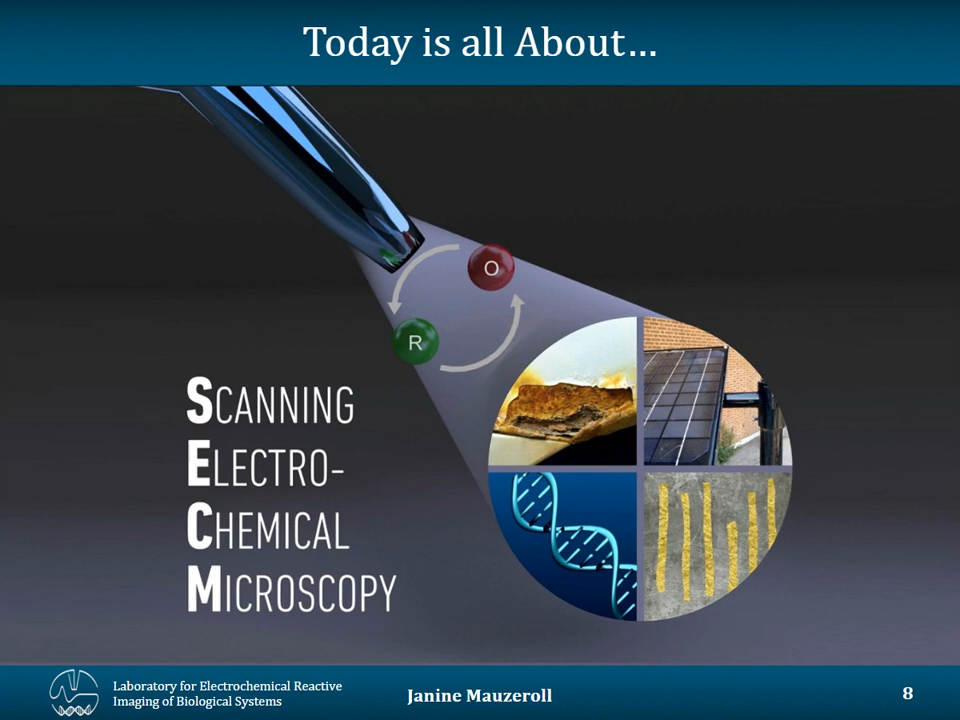 Today is all About…
O
R
SCANNING
ELECTRO-
CHEMICAL
MICROSCOPY
Laboratory for Electrochemical Reactive
Imaging of Biological Systems
Janine Mauzeroll
8